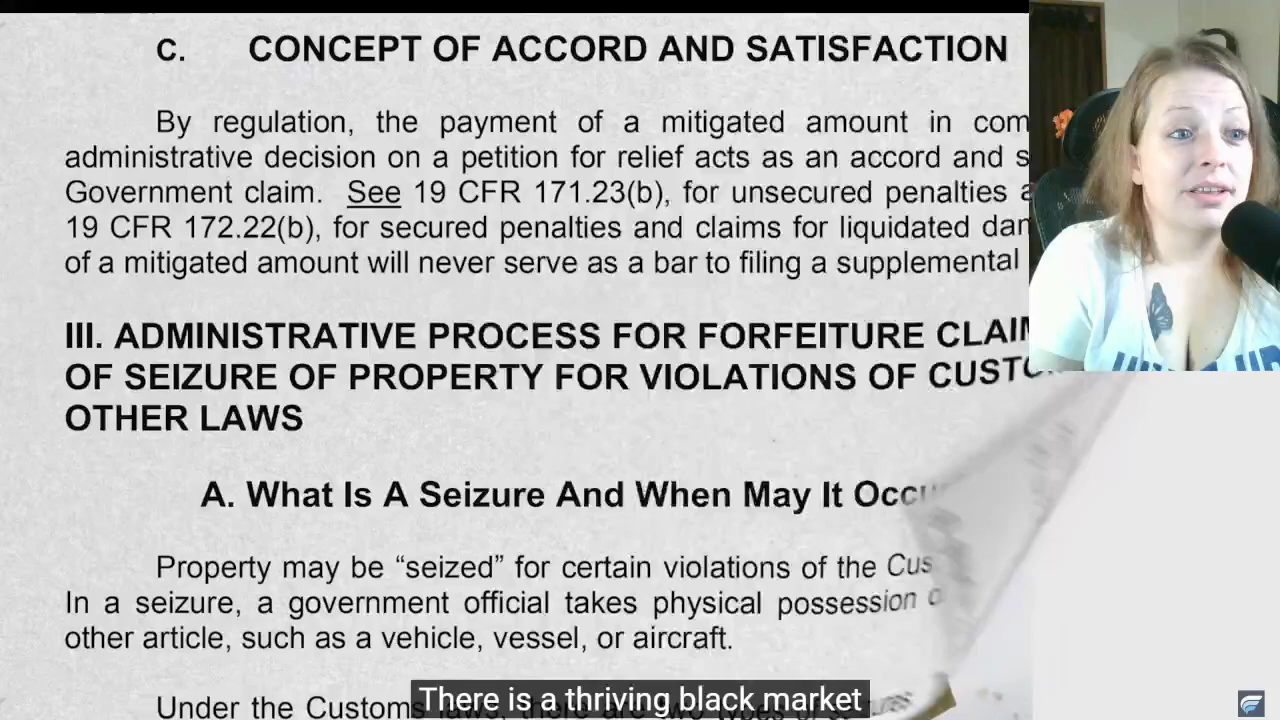 C. CONCEPT OF ACCORD AND SATISFACTION
By regulation, the payment of a mitigated amount in com
administrative decision on a petition for relief acts as an accord and s
Government claim. See 19 CFR 171.23(b), for unsecured penalties a
19 CFR 172.22(b), for secured penalties and claims for liquidated dam
of a mitigated amount will never serve as a bar to filing a supplemental
III. ADMINISTRATIVE PROCESS FOR FORFEITURE CLAIM
OF SEIZURE OF PROPERTY FOR VIOLATIONS OF CUSTO
OTHER LAWS
A. What Is A Seizure And When May It Occu
Property may be “seized” for certain violations of the Cus
In a seizure, a government official takes physical possession o
other article, such as a vehicle, vessel, or aircraft.
Under the Customs
There is a thriving black market